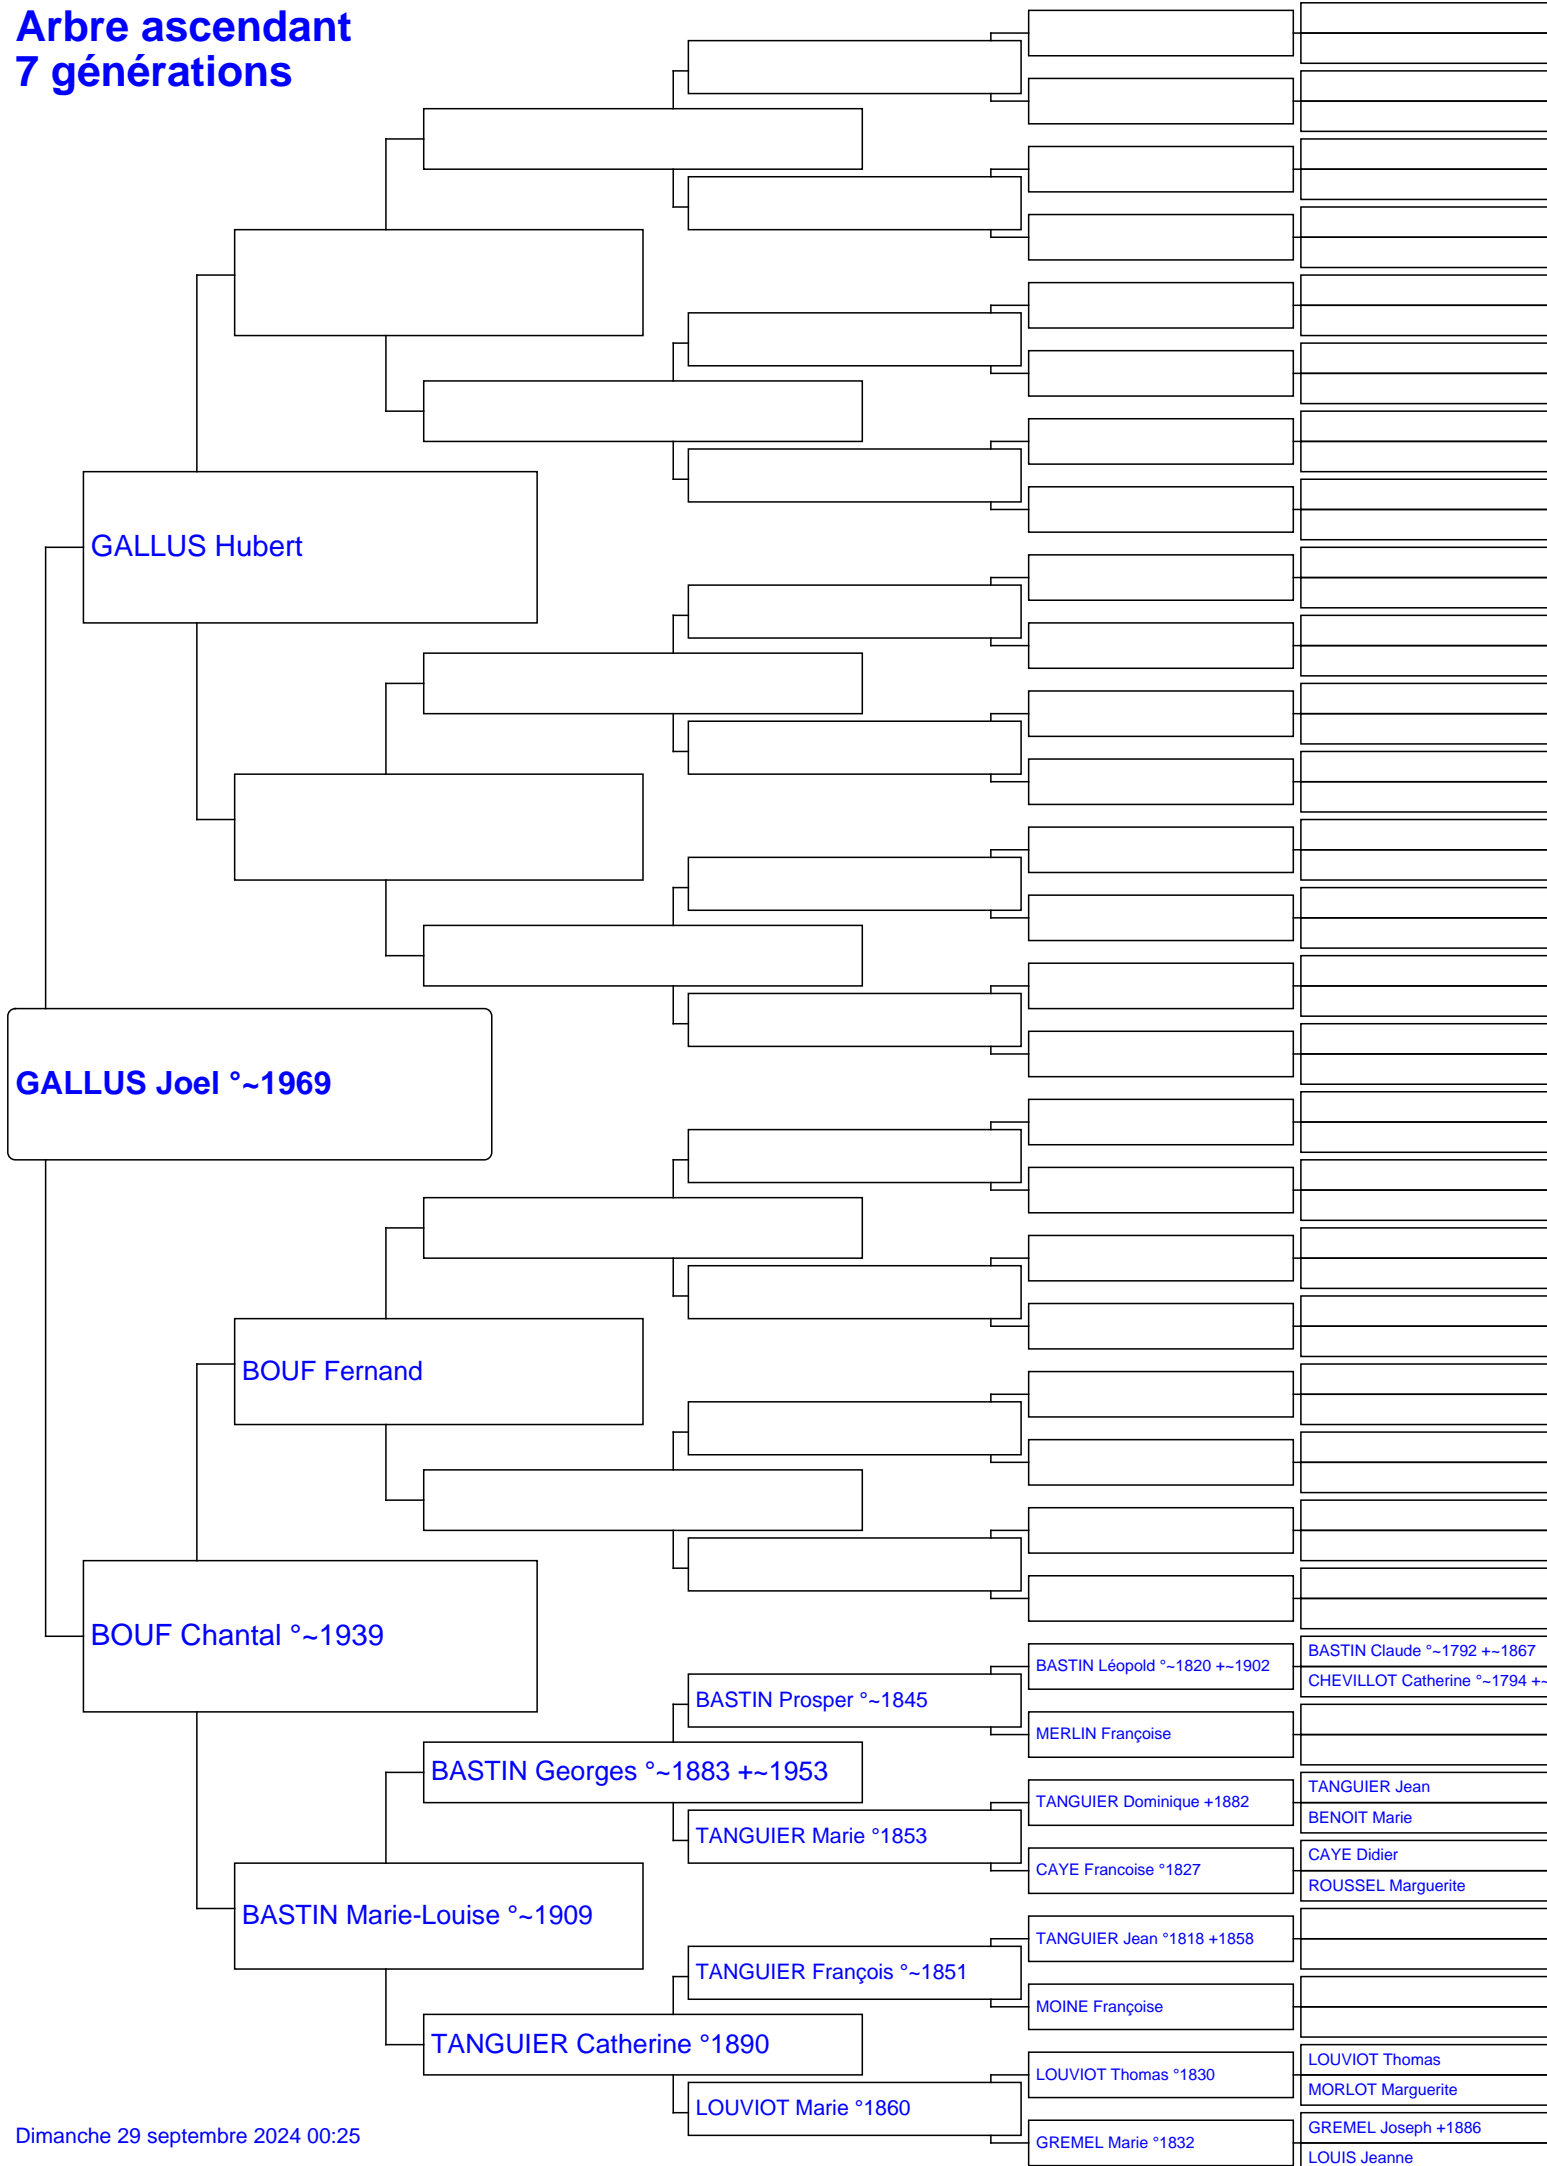 Arbre ascendant
7 générations
GALLUS Hubert
GALLUS Joel °~1969
BOUF Fernand
BOUF Chantal °~1939
BASTIN Claude °~1792 +~1867
BASTIN Léopold °~1820 +~1902
CHEVILLOT Catherine °~1794 +~
BASTIN Prosper °~1845
MERLIN Françoise
BASTIN Georges °~1883 +~1953
TANGUIER Jean
TANGUIER Dominique +1882
BENOIT Marie
TANGUIER Marie °1853
CAYE Didier
CAYE Francoise °1827
ROUSSEL Marguerite
BASTIN Marie-Louise °~1909
TANGUIER Jean °1818 +1858
TANGUIER François °~1851
MOINE Françoise
TANGUIER Catherine °1890
LOUVIOT Thomas
LOUVIOT Thomas °1830
MORLOT Marguerite
LOUVIOT Marie °1860
GREMEL Joseph +1886
GREMEL Marie °1832
LOUIS Jeanne
Dimanche 29 septembre 2024 00:25